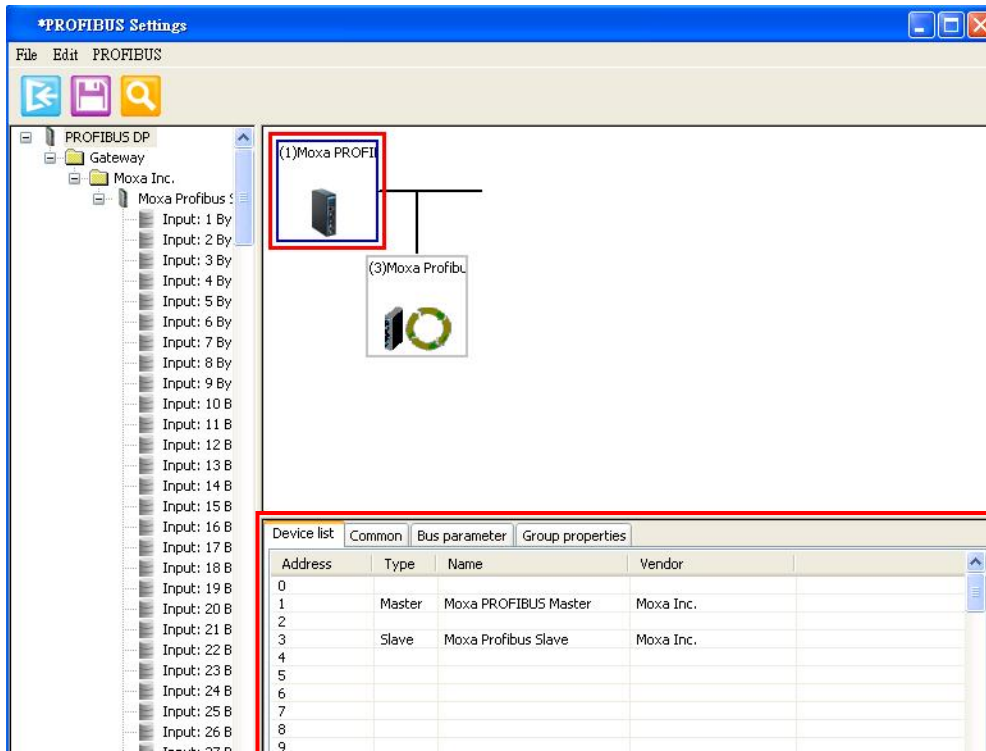 *PROFIBUS Settings
File Edit PROFIBUS
PROFIBUS DP
Gateway
Moxa Inc.
Moxa Profibus S
Input: 1 By
Input: 2 By
Input: 3 By
Input: 4 By
Input: 5 By
Input: 6 By
Input: 7 By
Input: 8 By
Input: 9 By
Input: 10 B
Input: 11 B
Input: 12 B
Input: 13 B
Input: 14 B
Input: 15 B
Input: 16 B
Input: 17 B
Input: 18 B
Input: 19 B
Input: 20 B
Input: 21 B
Input: 22 B
Input: 23 B
Input: 24 B
Input: 25 B
Input: 26 B
(1)Moxa PROFI
(3)Moxa Profibu
Device list Common Bus parameter Group properties
Address Type Name Vendor
0
1 Master Moxa PROFIBUS Master Moxa Inc.
2
3 Slave Moxa Profibus Slave Moxa Inc.
4
5
6
7
8
9